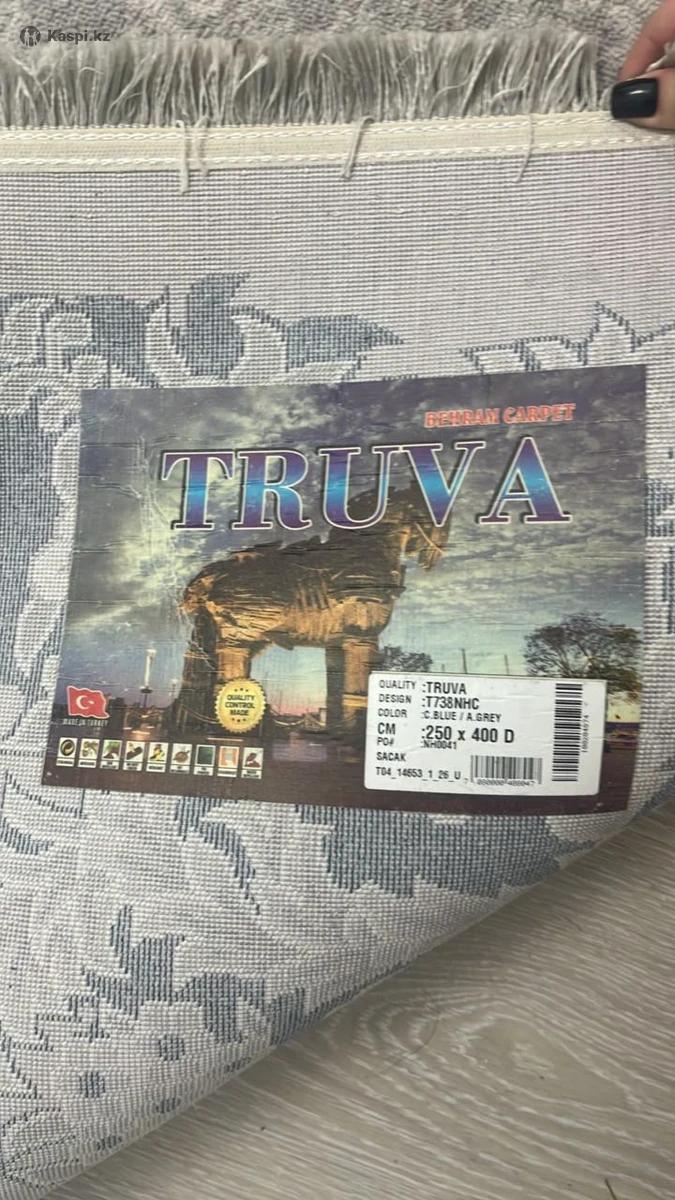 Kaspi.kz
BEHRAM CARPET
TRUVA
QUALITY :TRUVA
DESIGN :T738NHC
COLOR :C.BLUE / A.GREY
CM :250 x 400 D
PO# :NH0041
SACAK
T04_14653_1_26_U
QUALITY
CONTROL
MADE
MADE IN TURKEY